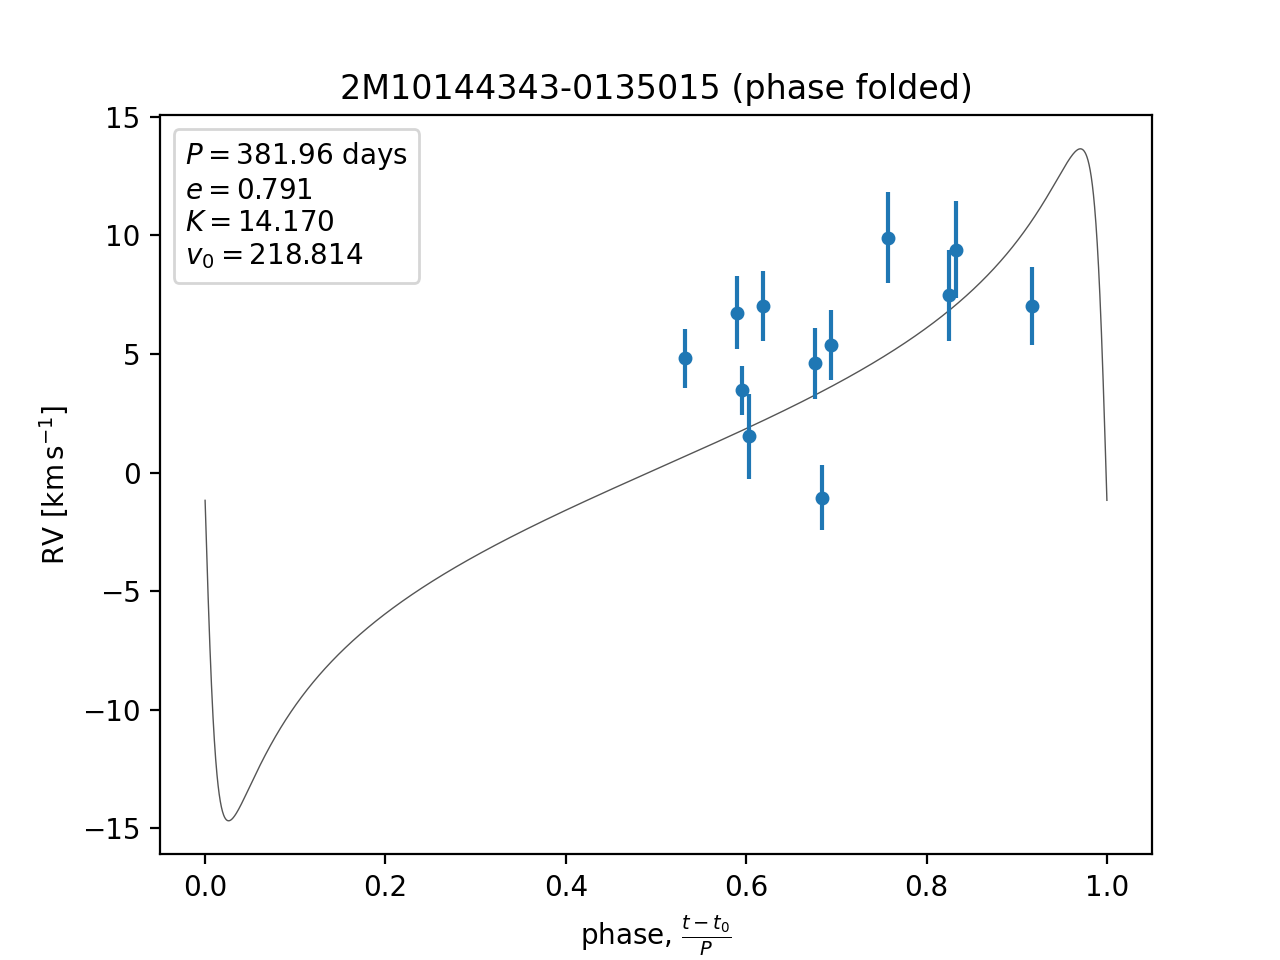 2M10144343-0135015 (phase folded)
P = 381.96 days
e = 0.791
K = 14.170
v₀ = 218.814
15
10
5
0
−5
−10
−15
RV [km s⁻¹]
0.0 0.2 0.4 0.6 0.8 1.0
phase, (t − t₀)/P